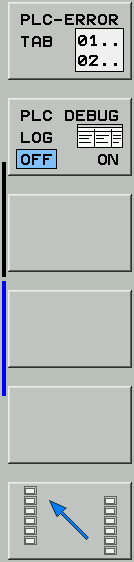 PLC-ERROR
TAB 01..
02..
PLC DEBUG
LOG
OFF ON